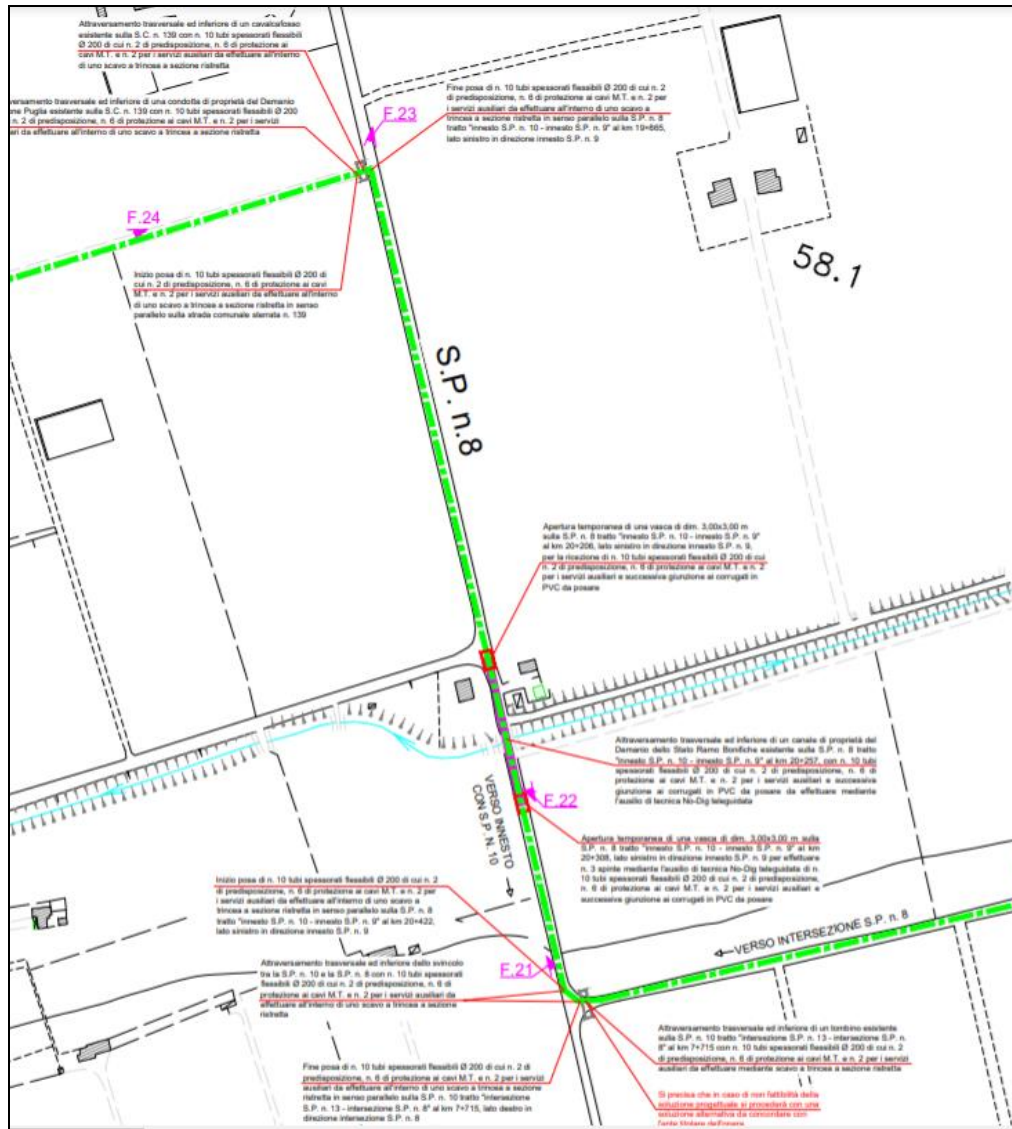 Attraversamento trasversale ed inferiore di un cavalcafosso
esistente sulla S.C. n. 139 con n. 10 tubi spessorati flessibili
Ø 200 di cui n. 2 di predisposizione, n. 6 di protezione ai
cavi M.T. e n. 2 per i servizi ausiliari da effettuare all'interno
di uno scavo a trincea a sezione ristretta
versamento trasversale ed inferiore di una condotta di proprietà del Demanio
ne Puglia esistente sulla S.C. n. 139 con n. 10 tubi spessorati flessibili Ø 200
n. 2 di predisposizione, n. 6 di protezione ai cavi M.T. e n. 2 per i servizi
ari da effettuare all'interno di uno scavo a trincea a sezione ristretta
Fine posa di n. 10 tubi spessorati flessibili Ø 200 di cui n. 2
di predisposizione, n. 6 di protezione ai cavi M.T. e n. 2 per
i servizi ausiliari da effettuare all'interno di uno scavo a
trincea a sezione ristretta in senso parallelo sulla S.P. n. 8
tratto "innesto S.P. n. 10 - innesto S.P. n. 9" al km 19+665,
lato sinistro in direzione innesto S.P. n. 9
F.23
F.24
58.1
Inizio posa di n. 10 tubi spessorati flessibili Ø 200 di
cui n. 2 di predisposizione, n. 6 di protezione ai cavi
M.T. e n. 2 per i servizi ausiliari da effettuare all'interno
di uno scavo a trincea a sezione ristretta in senso
parallelo sulla strada comunale sterrata n. 139
S.P. n.8
Apertura temporanea di una vasca di dim. 3,00x3,00 m
sulla S.P. n. 8 tratto "innesto S.P. n. 10 - innesto S.P. n. 9"
al km 20+206, lato sinistro in direzione innesto S.P. n. 9,
per la ricezione di n. 10 tubi spessorati flessibili Ø 200 di cui
n. 2 di predisposizione, n. 6 di protezione ai cavi M.T. e n. 2
per i servizi ausiliari e successiva giunzione ai corrugati in
PVC da posare
Attraversamento trasversale ed inferiore di un canale di proprietà del
Demanio dello Stato Ramo Bonifiche esistente sulla S.P. n. 8 tratto
"innesto S.P. n. 10 - innesto S.P. n. 9" al km 20+257, con n. 10 tubi
spessorati flessibili Ø 200 di cui n. 2 di predisposizione, n. 6 di
protezione ai cavi M.T. e n. 2 per i servizi ausiliari e successiva
giunzione ai corrugati in PVC da posare da effettuare mediante
l'ausilio di tecnica No-Dig teleguidata
VERSO INNESTO
CON S.P. N. 10
F.22
Apertura temporanea di una vasca di dim. 3,00x3,00 m sulla
S.P. n. 8 tratto "innesto S.P. n. 10 - innesto S.P. n. 9" al km
20+308, lato sinistro in direzione innesto S.P. n. 9 per effettuare
n. 3 spinte mediante l'ausilio di tecnica No-Dig teleguidata di n.
10 tubi spessorati flessibili Ø 200 di cui n. 2 di predisposizione,
n. 6 di protezione ai cavi M.T. e n. 2 per i servizi ausiliari e
successiva giunzione ai corrugati in PVC da posare
Inizio posa di n. 10 tubi spessorati flessibili Ø 200 di cui n. 2
di predisposizione, n. 6 di protezione ai cavi M.T. e n. 2 per
i servizi ausiliari da effettuare all'interno di uno scavo a
trincea a sezione ristretta in senso parallelo sulla S.P. n. 8
tratto "innesto S.P. n. 10 - innesto S.P. n. 9" al km 20+422,
lato sinistro in direzione innesto S.P. n. 9
VERSO INTERSEZIONE S.P. n. 8
F.21
Attraversamento trasversale ed inferiore dello svincolo
tra la S.P. n. 10 e la S.P. n. 8 con n. 10 tubi spessorati
flessibili Ø 200 di cui n. 2 di predisposizione, n. 6 di
protezione ai cavi M.T. e n. 2 per i servizi ausiliari da
effettuare all'interno di uno scavo a trincea a sezione
ristretta
Attraversamento trasversale ed inferiore di un tombino esistente
sulla S.P. n. 10 tratto "intersezione S.P. n. 13 - intersezione S.P. n.
8" al km 7+715 con n. 10 tubi spessorati flessibili Ø 200 di cui n. 2
di predisposizione, n. 6 di protezione ai cavi M.T. e n. 2 per i servizi
ausiliari da effettuare mediante scavo a trincea a sezione ristretta
Fine posa di n. 10 tubi spessorati flessibili Ø 200 di cui n. 2 di
predisposizione, n. 6 di protezione ai cavi M.T. e n. 2 per i servizi
ausiliari da effettuare all'interno di uno scavo a trincea a sezione
ristretta in senso parallelo sulla S.P. n. 10 tratto "intersezione
S.P. n. 13 - intersezione S.P. n. 8" al km 7+715, lato destro in
direzione intersezione S.P. n. 8
Si precisa che in caso di non fattibilità della
soluzione progettuale si procederà con una
soluzione alternativa da concordare con
l'ente titolare dell'opera